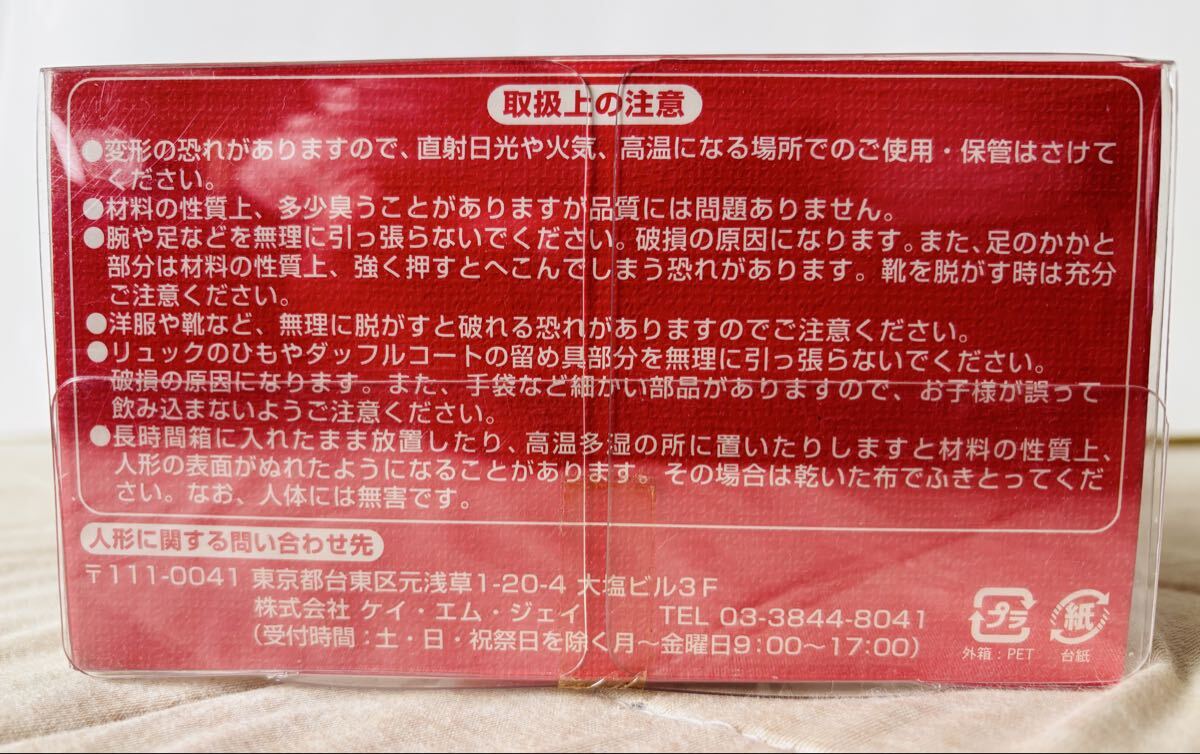 取扱上の注意
●変形の恐れがありますので、直射日光や火気、高温になる場所でのご使用・保管はさけて
ください。
●材料の性質上、多少臭うことがありますが品質には問題ありません。
●腕や足などを無理に引っ張らないでください。破損の原因になります。また、足のかかと
部分は材料の性質上、強く押すとへこんでしまう恐れがあります。靴を脱がす時は充分
ご注意ください。
●洋服や靴など、無理に脱がすと破れる恐れがありますのでご注意ください。
●リュックのひもやダッフルコートの留め具部分を無理に引っ張らないでください。
破損の原因になります。また、手袋など細かい部品がありますので、お子様が誤って
飲み込まないようご注意ください。
●長時間箱に入れたまま放置したり、高温多湿の所に置いたりしますと材料の性質上、
人形の表面がぬれたようになることがあります。その場合は乾いた布でふきとってくだ
さい。なお、人体には無害です。
人形に関する問い合わせ先
〒111-0041 東京都台東区元浅草1-20-4 大塩ビル3F
株式会社 ケイ・エム・ジェイ TEL 03-3844-8041
(受付時間:土・日・祝祭日を除く月〜金曜日9:00〜17:00)
プラ 紙
外箱:PET 台紙